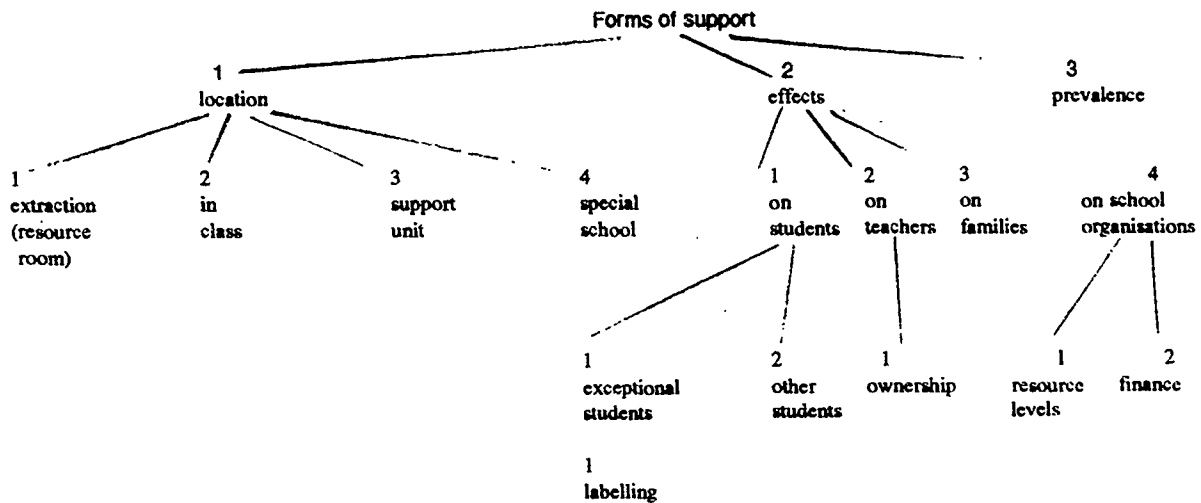 Forms of support
1
location
2
effects
3
prevalence
1
extraction
(resource
room)
2
in
class
3
support
unit
4
special
school
1
on
students
2
on
teachers
3
on
families
4
on school
organisations
1
exceptional
students
2
other
students
1
ownership
1
resource
levels
2
finance
1
labelling